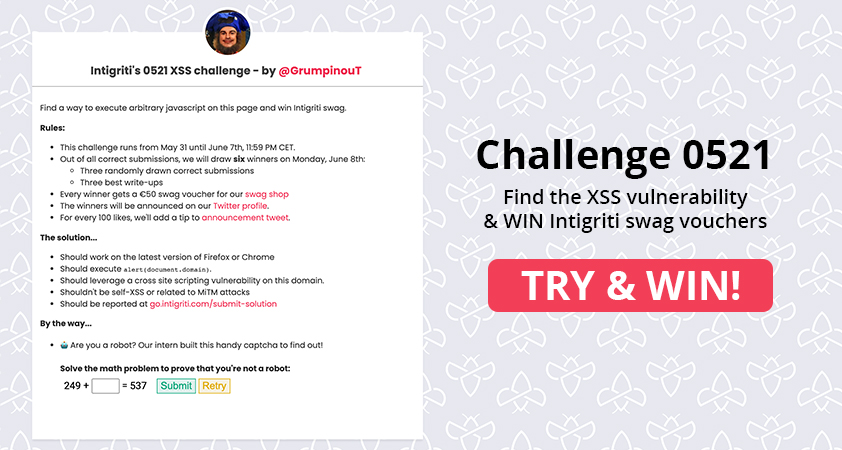 Intigriti's 0521 XSS challenge - by @GrumpinouT
Find a way to execute arbitrary javascript on this page and win Intigriti swag.
Rules:
This challenge runs from May 31 until June 7th, 11:59 PM CET.
Out of all correct submissions, we will draw six winners on Monday, June 8th:
Three randomly drawn correct submissions
Three best write-ups
Every winner gets a €50 swag voucher for our swag shop
The winners will be announced on our Twitter profile.
For every 100 likes, we'll add a tip to announcement tweet.
The solution...
Should work on the latest version of Firefox or Chrome
Should execute alert(document.domain).
Should leverage a cross site scripting vulnerability on this domain.
Shouldn't be self-XSS or related to MiTM attacks
Should be reported at go.intigriti.com/submit-solution
By the way...
Are you a robot? Our intern built this handy captcha to find out!
Solve the math problem to prove that you're not a robot:
249 + = 537 Submit Retry
Challenge 0521
Find the XSS vulnerability
& WIN Intigriti swag vouchers
TRY & WIN!